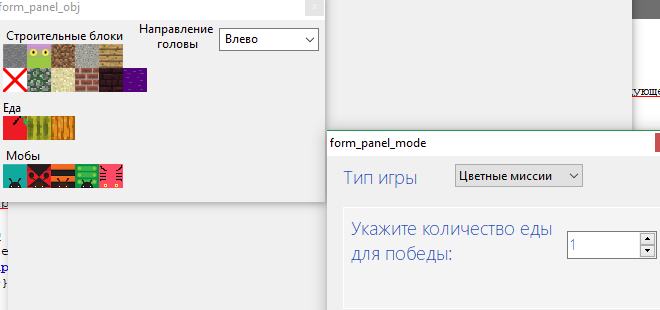 form_panel_obj
Строительные блоки
Направление
головы
Влево
Еда
Мобы
form_panel_mode
Тип игры
Цветные миссии
Укажите количество еды
для победы:
1